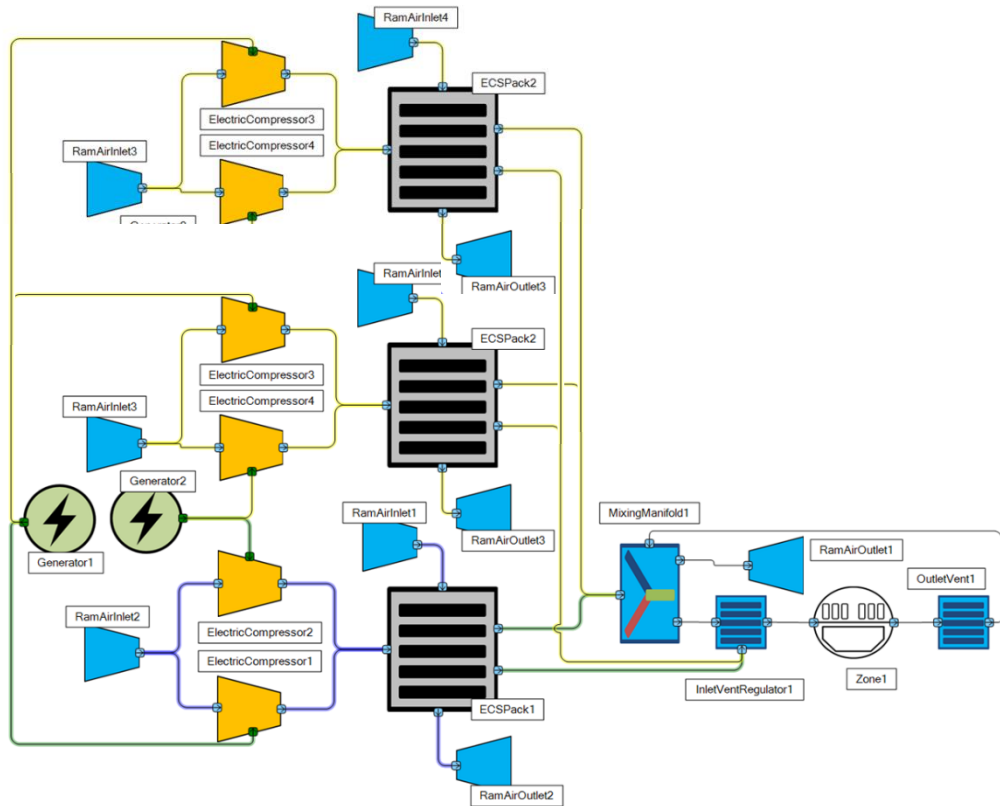 RamAirInlet4
ECSPack2
ElectricCompressor3
ElectricCompressor4
RamAirInlet3
RamAirOutlet3
RamAirInlet
ECSPack2
ElectricCompressor3
ElectricCompressor4
RamAirInlet3
Generator2
Generator1
RamAirInlet1
RamAirOutlet3
MixingManifold1
RamAirOutlet1
OutletVent1
RamAirInlet2
ElectricCompressor2
ElectricCompressor1
InletVentRegulator1
Zone1
ECSPack1
RamAirOutlet2